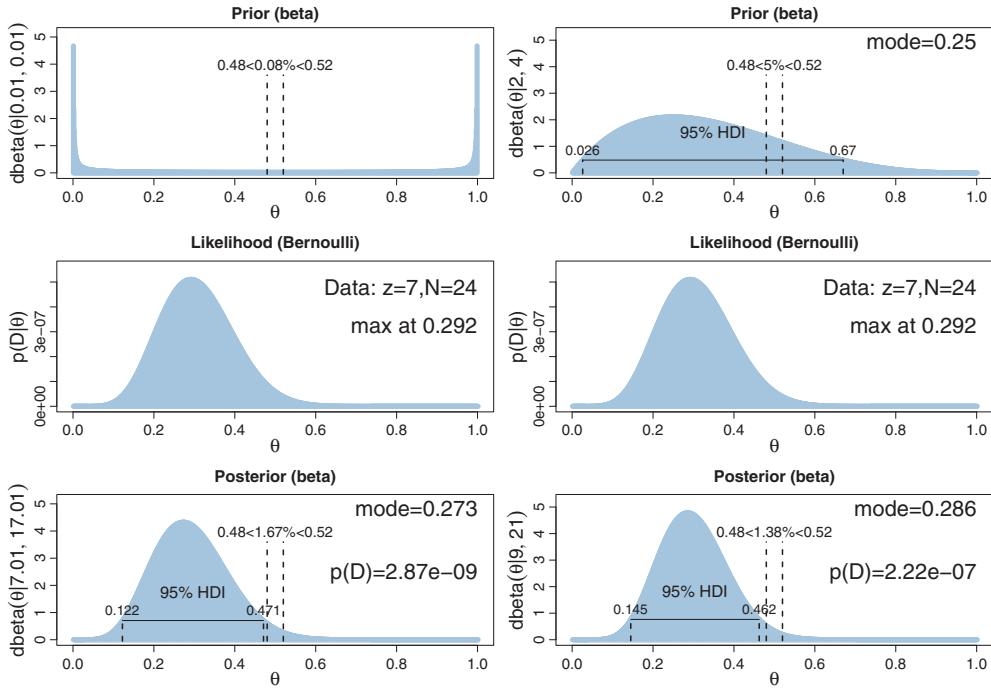 Prior (beta)
dbeta(θ|0.01, 0.01)
0 1 2 3 4 5
0.48<0.08%<0.52
0.0 0.2 0.4 0.6 0.8 1.0
θ
Prior (beta)
dbeta(θ|2, 4)
0 1 2 3 4 5
mode=0.25
0.48<5%<0.52
95% HDI
0.026 0.67
0.0 0.2 0.4 0.6 0.8 1.0
θ
Likelihood (Bernoulli)
p(D|θ)
0e+00 3e−07
Data: z=7,N=24
max at 0.292
0.0 0.2 0.4 0.6 0.8 1.0
θ
Likelihood (Bernoulli)
p(D|θ)
0e+00 3e−07
Data: z=7,N=24
max at 0.292
0.0 0.2 0.4 0.6 0.8 1.0
θ
Posterior (beta)
dbeta(θ|7.01, 17.01)
0 1 2 3 4 5
mode=0.273
0.48<1.67%<0.52
p(D)=2.87e−09
95% HDI
0.122 0.471
0.0 0.2 0.4 0.6 0.8 1.0
θ
Posterior (beta)
dbeta(θ|9, 21)
0 1 2 3 4 5
mode=0.286
0.48<1.38%<0.52
p(D)=2.22e−07
95% HDI
0.145 0.462
0.0 0.2 0.4 0.6 0.8 1.0
θ